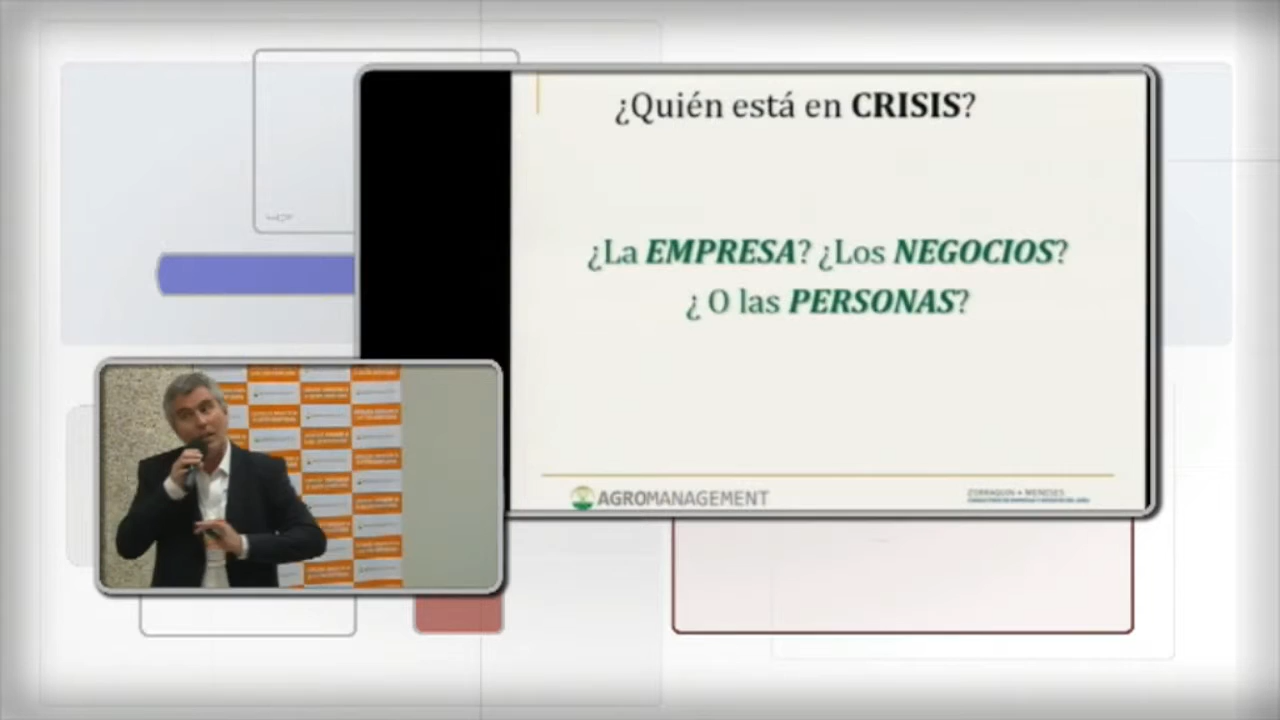 ¿Quién está en CRISIS?
¿La EMPRESA? ¿Los NEGOCIOS?
¿ O las PERSONAS?
AGROMANAGEMENT
ZORRAQUIN + MENESES